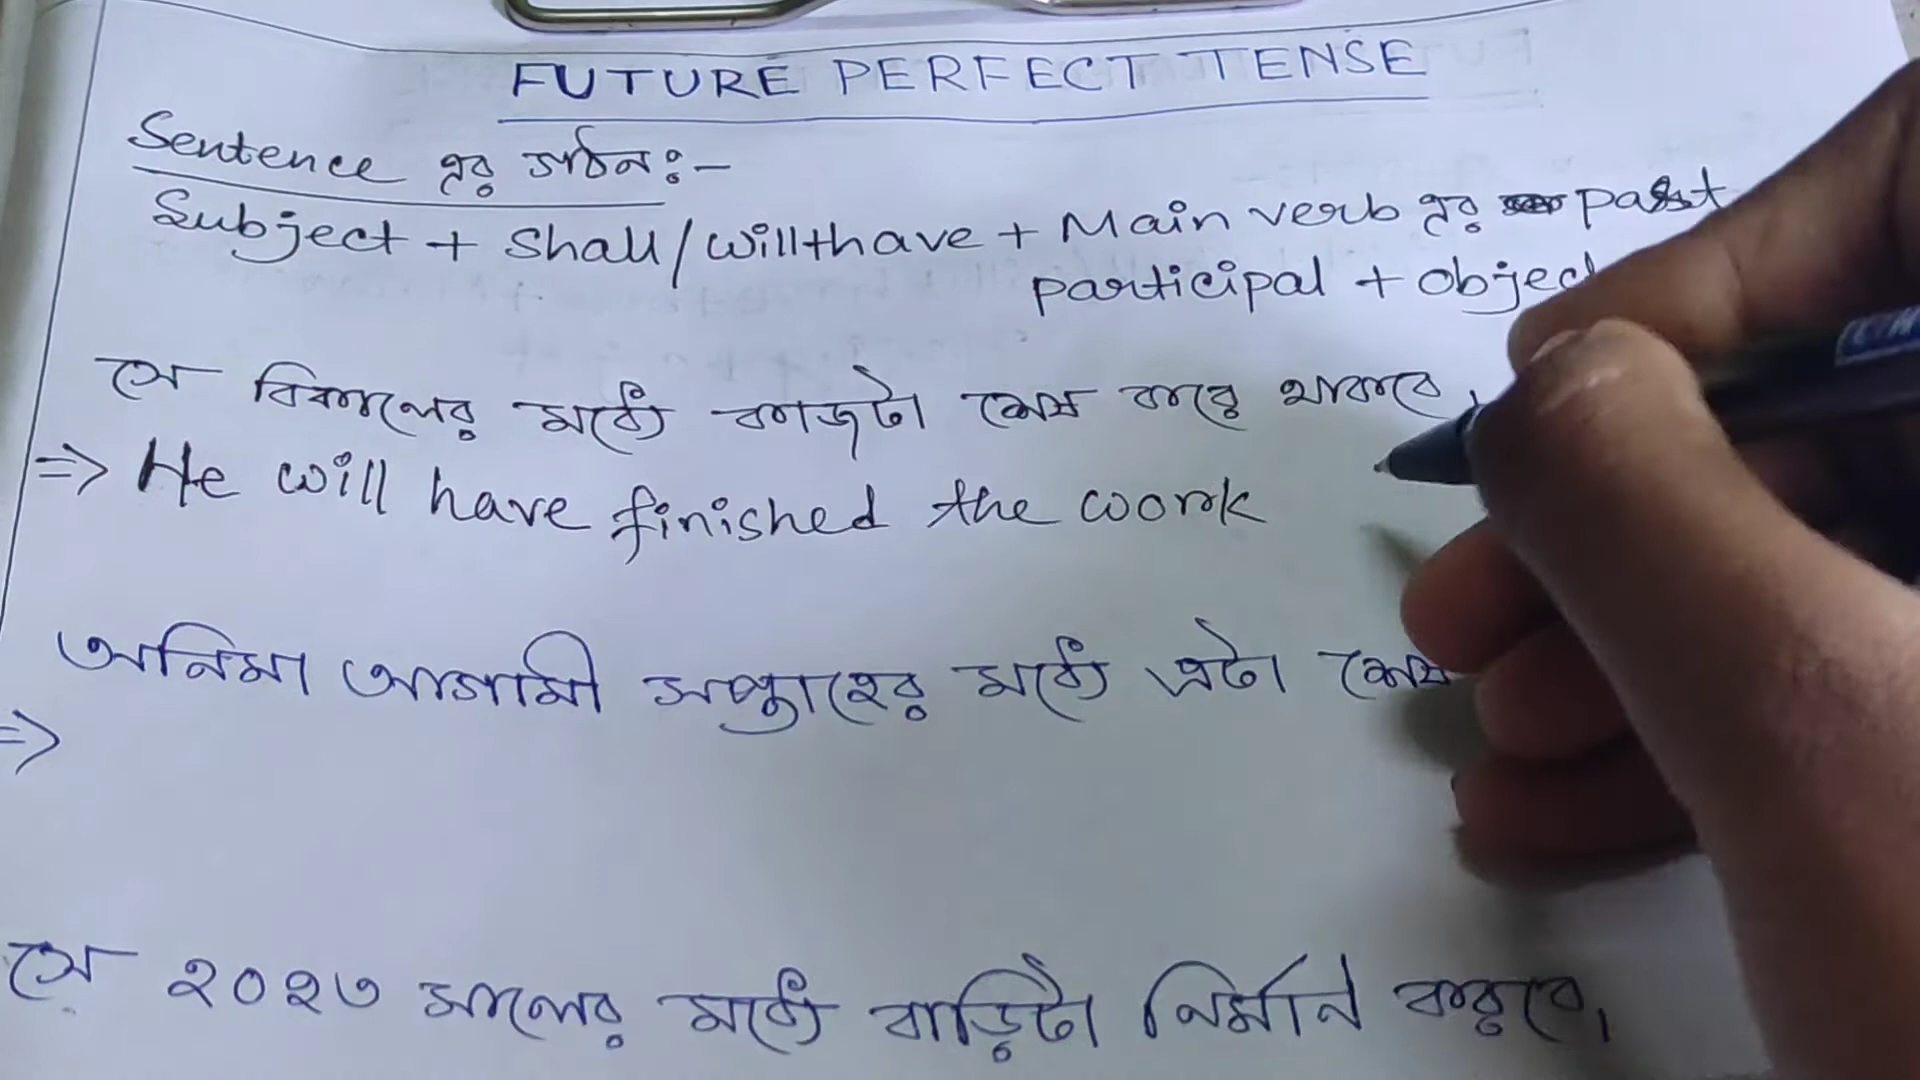 FUTURE PERFECT TENSE
Sentence এর গঠনঃ-
Subject + Shall/will+have + Main verb এর past
participal + object
সে বিকালের মধ্যে কাজটা শেষ করে থাকবে।
=> He will have finished the work
অনিমা আগামী সপ্তাহের মধ্যে এটা শেষ
=>
সে ২০২৩ সালের মধ্যে বাড়িটা নির্মান করবে।